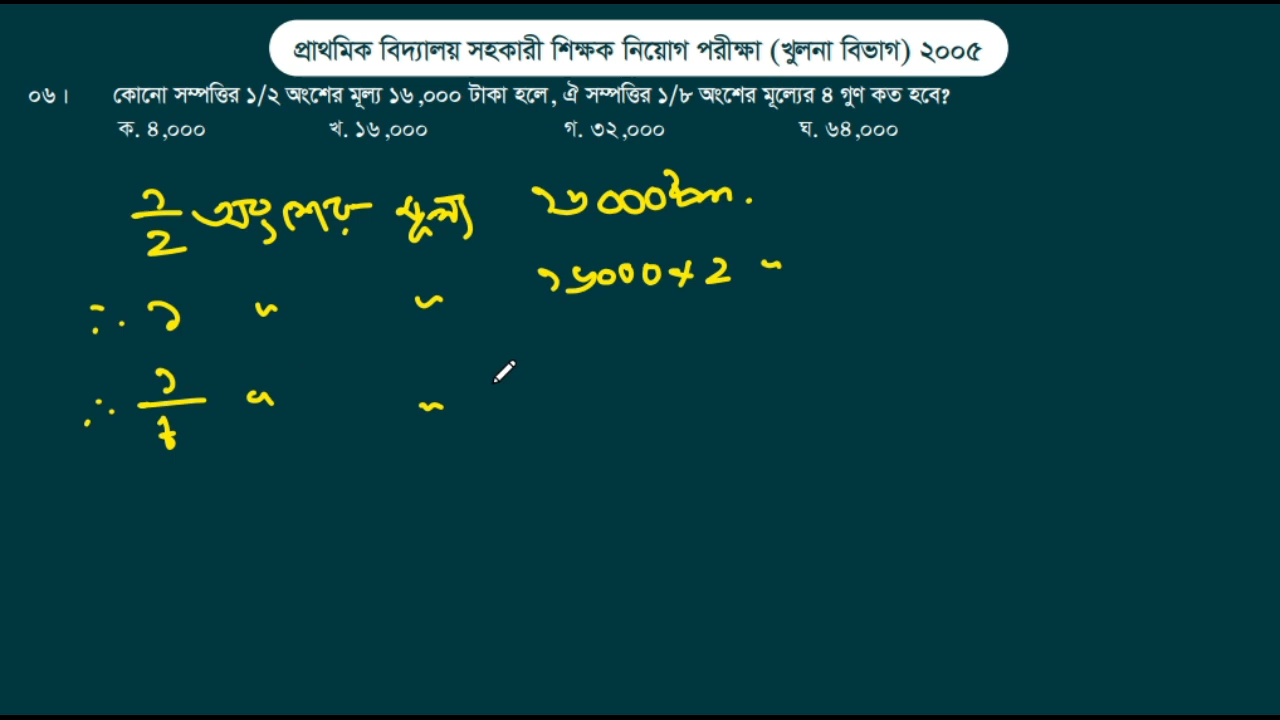 প্রাথমিক বিদ্যালয় সহকারী শিক্ষক নিয়োগ পরীক্ষা (খুলনা বিভাগ) ২০০৫
০৬। কোনো সম্পত্তির ১/২ অংশের মূল্য ১৬,০০০ টাকা হলে, ঐ সম্পত্তির ১/৮ অংশের মূল্যের ৪ গুণ কত হবে?
ক. ৪,০০০ খ. ১৬,০০০ গ. ৩২,০০০ ঘ. ৬৪,০০০
১/২ অংশের মূল্য ১৬০০০ টাকা.
∴ ১ " " ১৬০০০×২ "
∴ ১/৮ " "